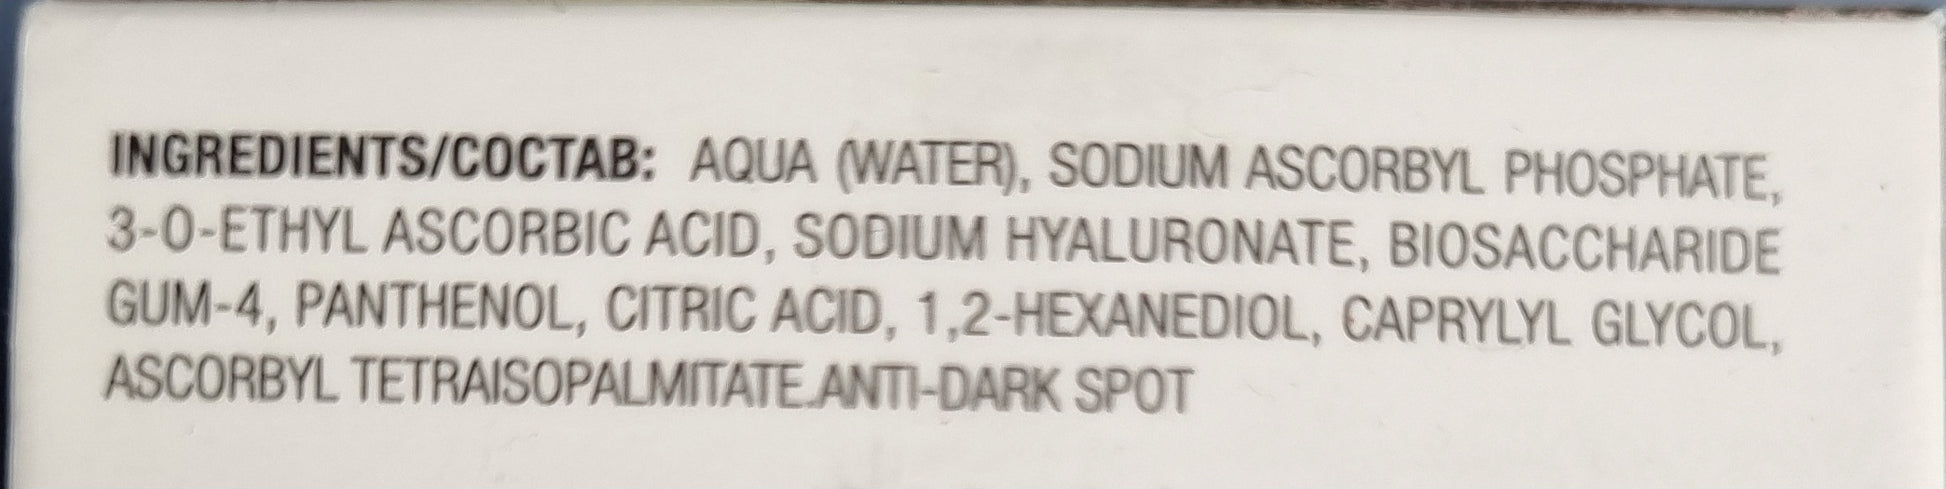 INGREDIENTS/СОСТАВ: AQUA (WATER), SODIUM ASCORBYL PHOSPHATE,
3-O-ETHYL ASCORBIC ACID, SODIUM HYALURONATE, BIOSACCHARIDE
GUM-4, PANTHENOL, CITRIC ACID, 1,2-HEXANEDIOL, CAPRYLYL GLYCOL,
ASCORBYL TETRAISOPALMITATE.ANTI-DARK SPOT